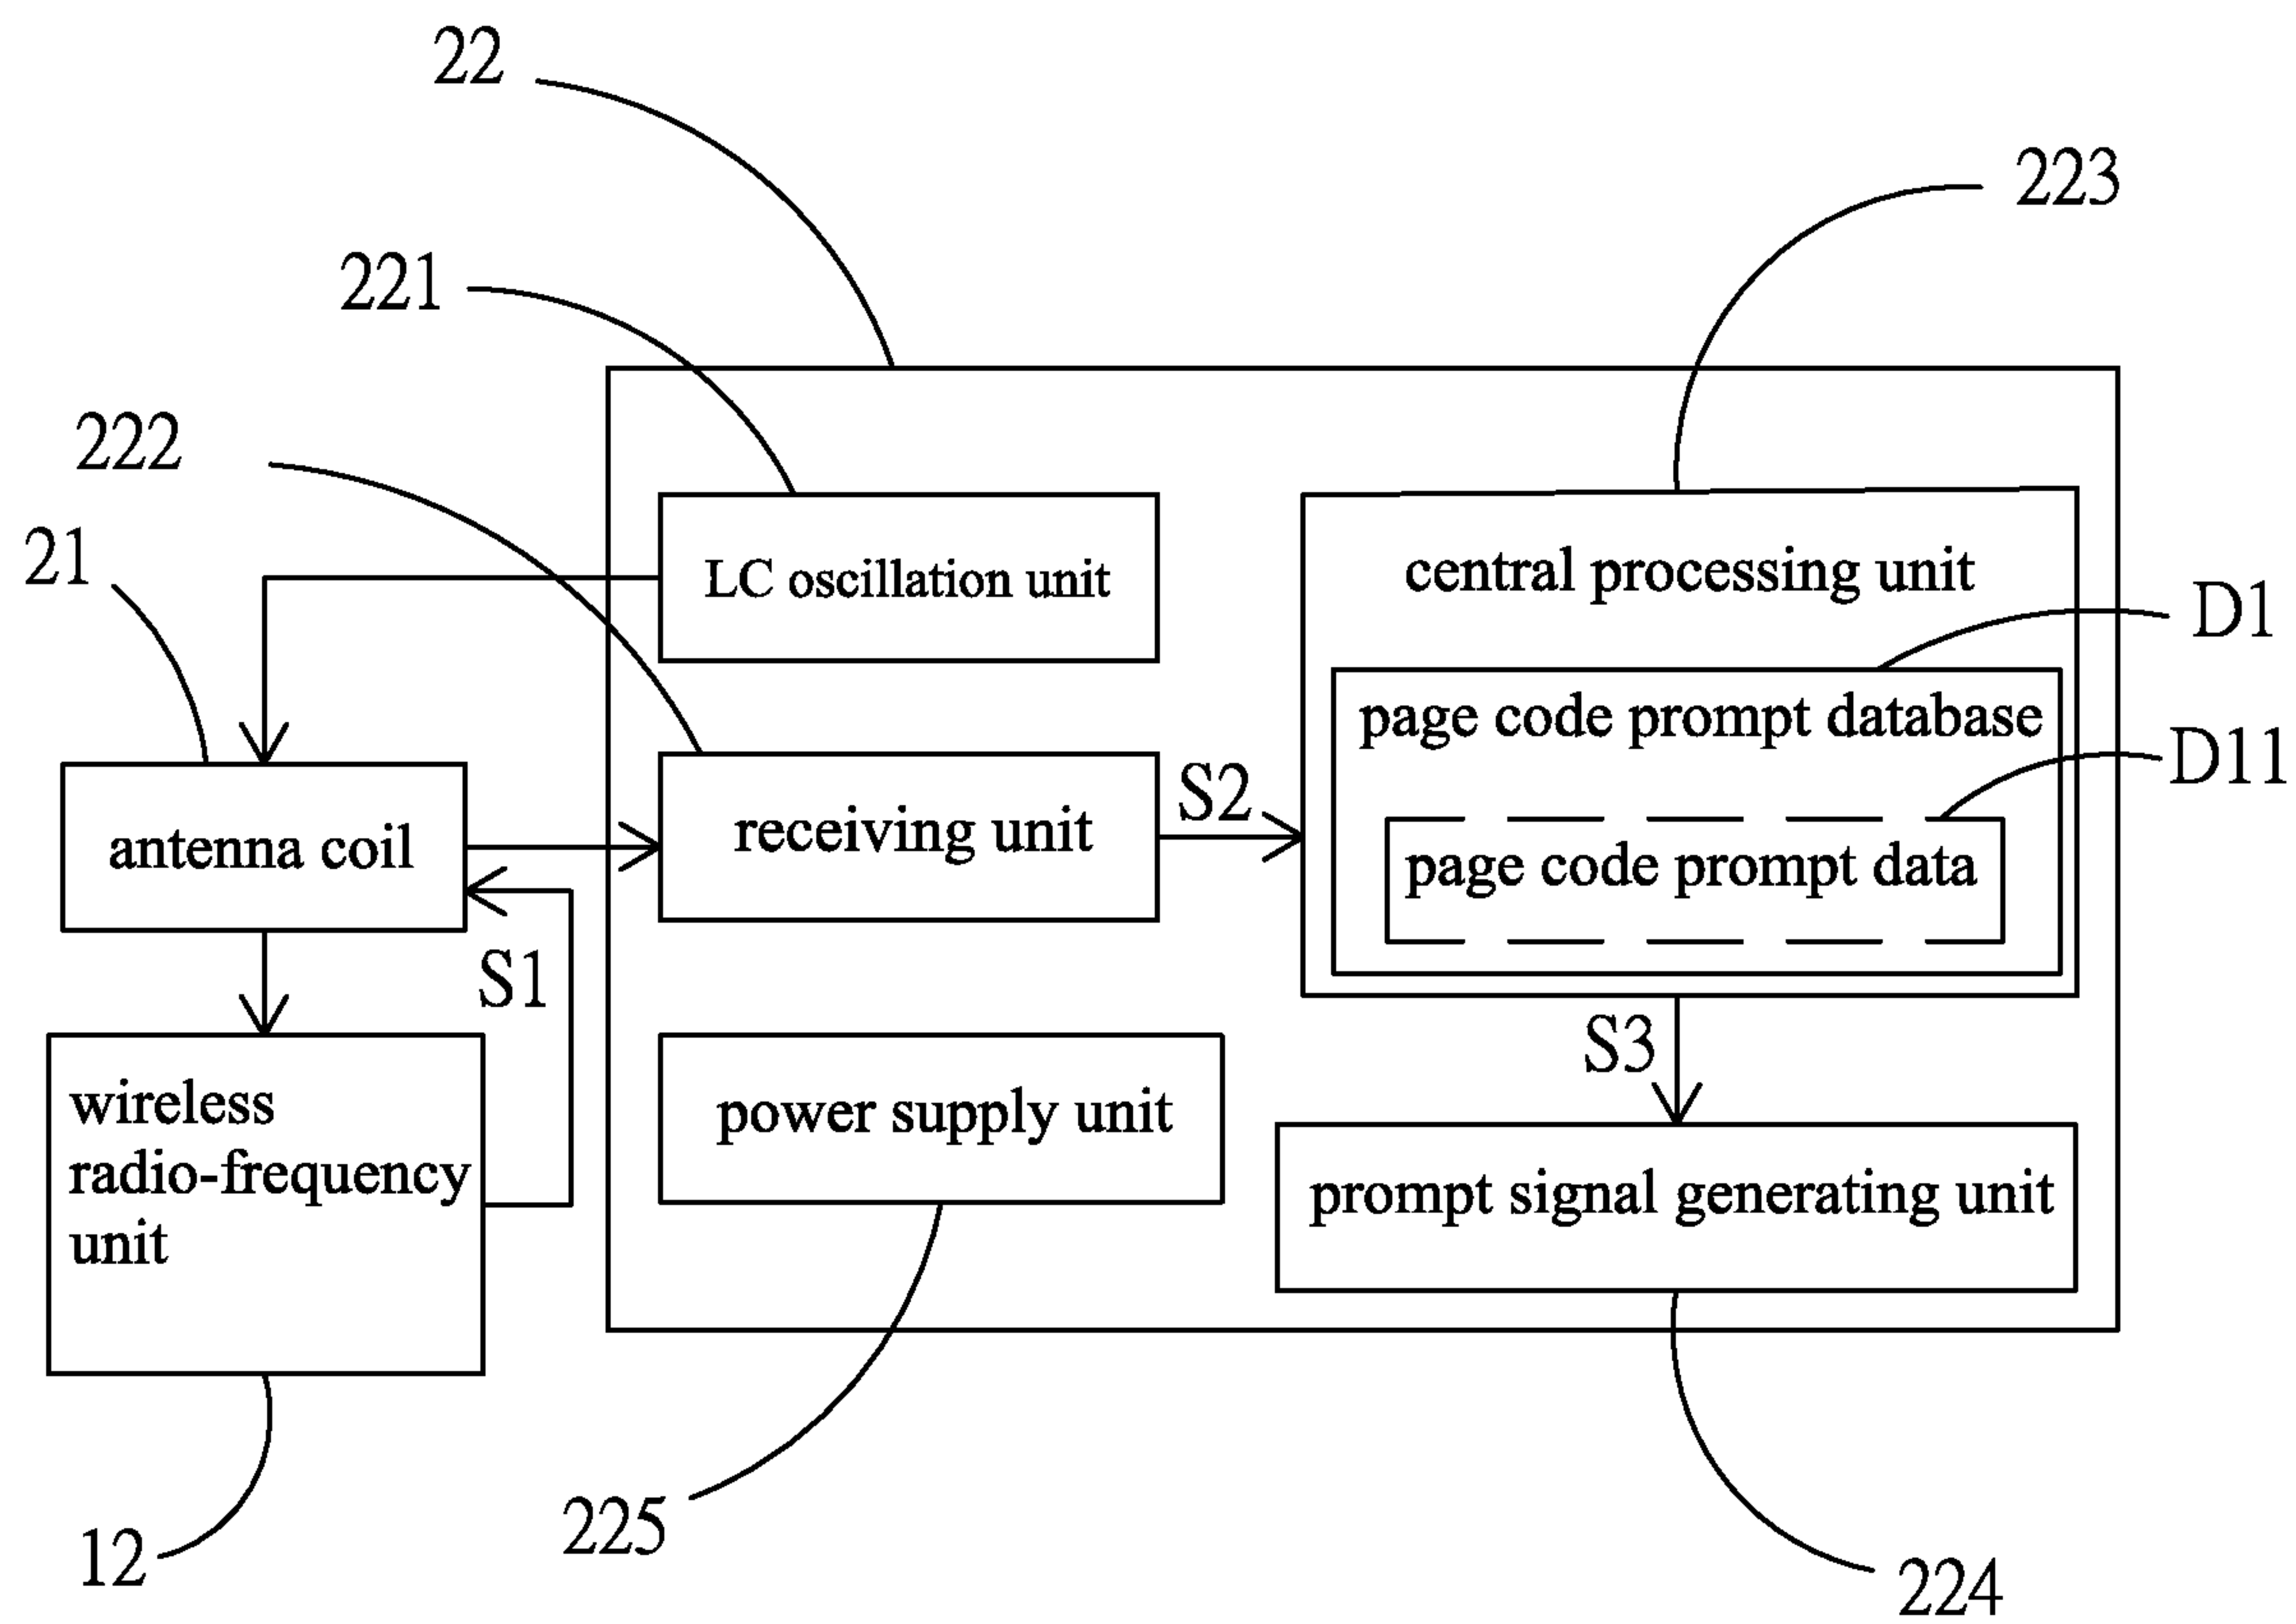 22
223
221
222
21
LC oscillation unit
central processing unit
D1
page code prompt database
D11
antenna coil
receiving unit
S2
page code prompt data
S1
S3
wireless
radio-frequency
unit
power supply unit
prompt signal generating unit
225
12
224